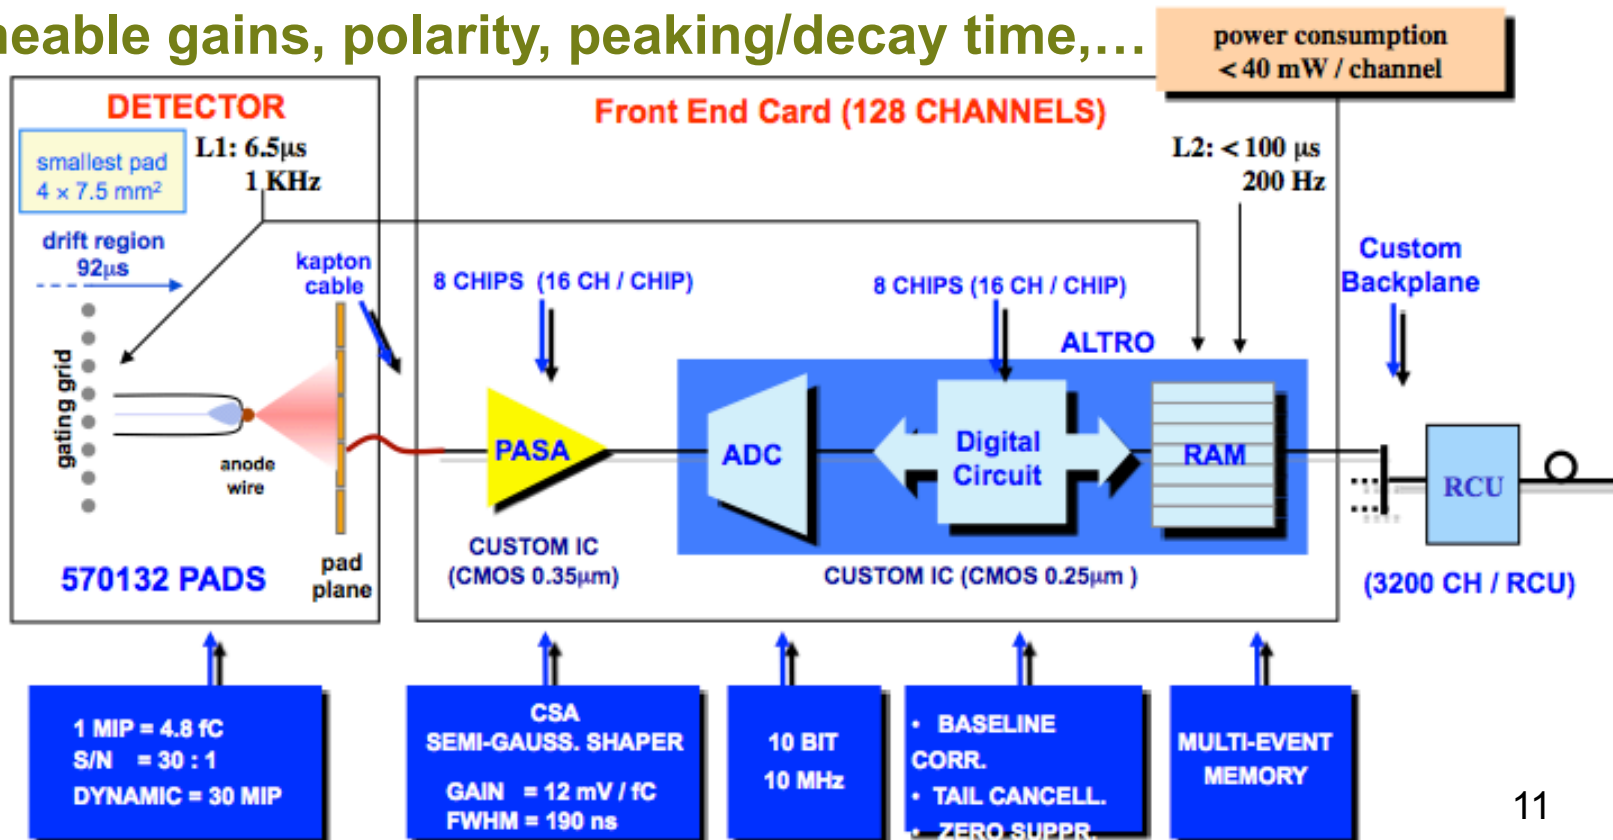 meable gains, polarity, peaking/decay time,…
power consumption
< 40 mW / channel
DETECTOR
smallest pad
4 × 7.5 mm²
L1: 6.5µs
1 KHz
drift region
92µs
gating grid
anode
wire
kapton
cable
pad
plane
570132 PADS
Front End Card (128 CHANNELS)
L2: < 100 µs
200 Hz
8 CHIPS (16 CH / CHIP)
8 CHIPS (16 CH / CHIP)
ALTRO
PASA
ADC
Digital
Circuit
RAM
CUSTOM IC
(CMOS 0.35µm)
CUSTOM IC (CMOS 0.25µm )
Custom
Backplane
RCU
(3200 CH / RCU)
1 MIP = 4.8 fC
S/N = 30 : 1
DYNAMIC = 30 MIP
CSA
SEMI-GAUSS. SHAPER
GAIN = 12 mV / fC
FWHM = 190 ns
10 BIT
10 MHz
• BASELINE
CORR.
• TAIL CANCELL.
• ZERO SUPPR.
MULTI-EVENT
MEMORY
11